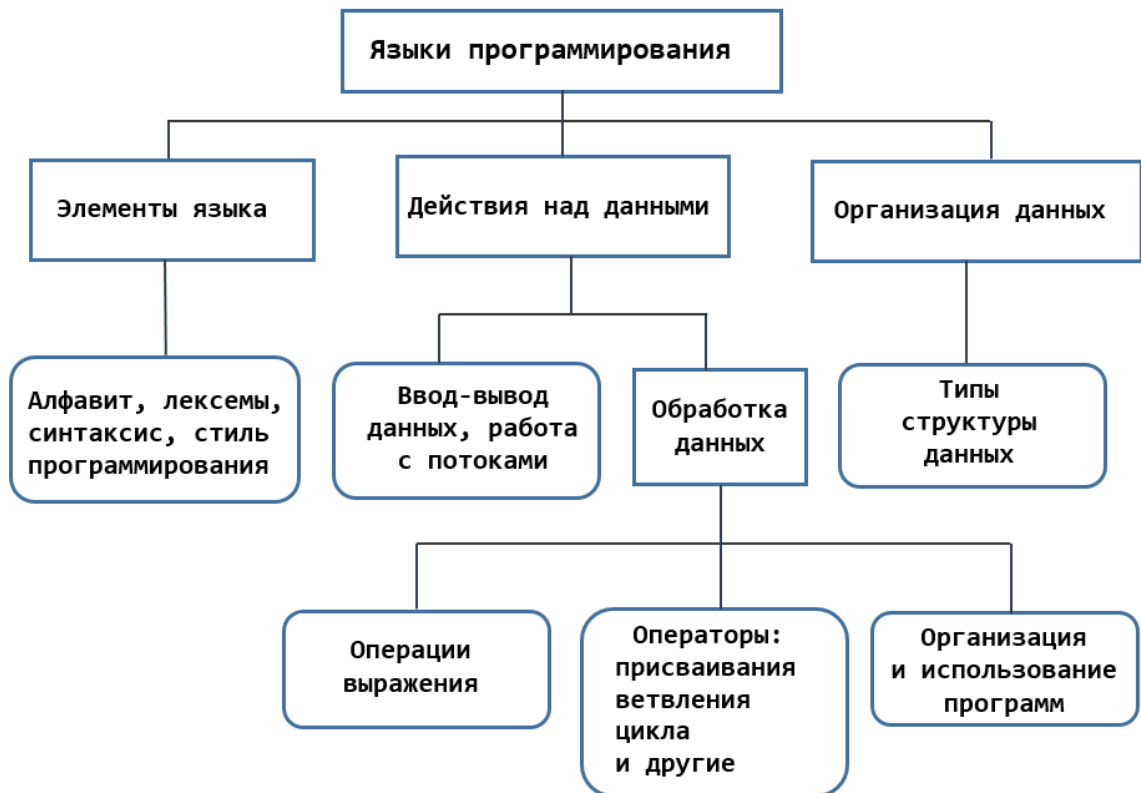 Языки программирования
Элементы языка
Действия над данными
Организация данных
Алфавит, лексемы,
синтаксис, стиль
программирования
Ввод-вывод
данных, работа
с потоками
Обработка
данных
Типы
структуры
данных
Операции
выражения
Операторы:
присваивания
ветвления
цикла
и другие
Организация
и использование
программ